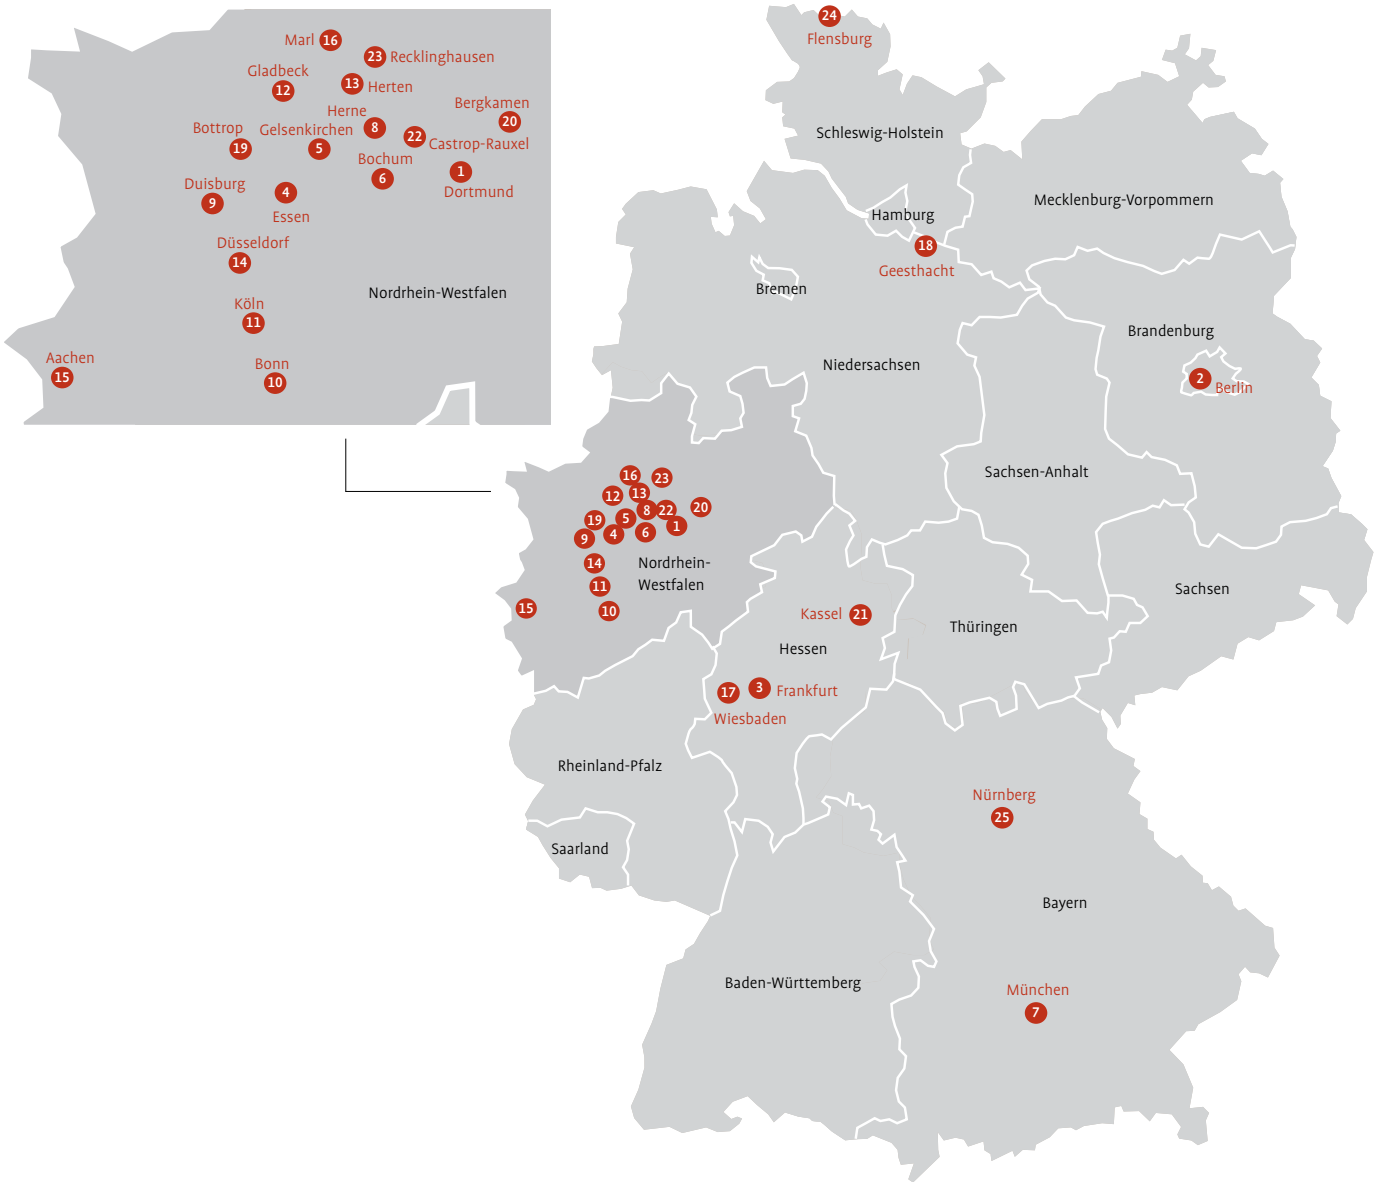 Marl 16
23 Recklinghausen
Gladbeck
12
13 Herten
Bergkamen
20
Herne
8
22
Castrop-Rauxel
Bottrop
19
Gelsenkirchen
5
Bochum
6
1
Dortmund
Duisburg
9
4
Essen
Düsseldorf
14
Nordrhein-Westfalen
Köln
11
Aachen
15
Bonn
10
24
Flensburg
Schleswig-Holstein
Mecklenburg-Vorpommern
Hamburg
18
Geesthacht
Bremen
Brandenburg
Niedersachsen
2
Berlin
Sachsen-Anhalt
16
23
12
13
8
22
20
19
5
1
9
4
6
14
Nordrhein-
Westfalen
11
15
10
Sachsen
Kassel 21
Thüringen
Hessen
17
3 Frankfurt
Wiesbaden
Rheinland-Pfalz
Nürnberg
25
Saarland
Bayern
Baden-Württemberg
München
7